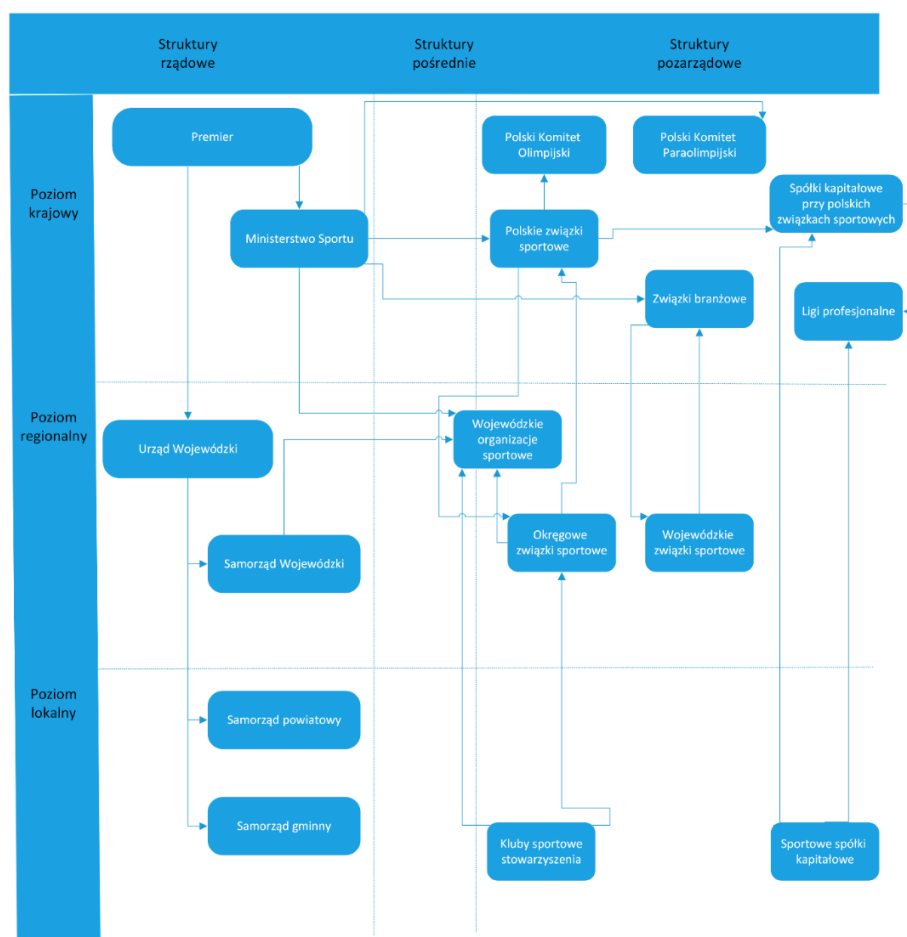 Struktury
rządowe
Struktury
pośrednie
Struktury
pozarządowe
Poziom
krajowy
Premier
Polski Komitet
Olimpijski
Polski Komitet
Paraolimpijski
Spółki kapitałowe
przy polskich
związkach sportowych
Ministerstwo Sportu
Polskie związki
sportowe
Związki branżowe
Ligi profesjonalne
Poziom
regionalny
Wojewódzkie
organizacje
sportowe
Urząd Wojewódzki
Okręgowe
związki sportowe
Wojewódzkie
związki sportowe
Samorząd Wojewódzki
Poziom
lokalny
Samorząd powiatowy
Samorząd gminny
Kluby sportowe
stowarzyszenia
Sportowe spółki
kapitałowe